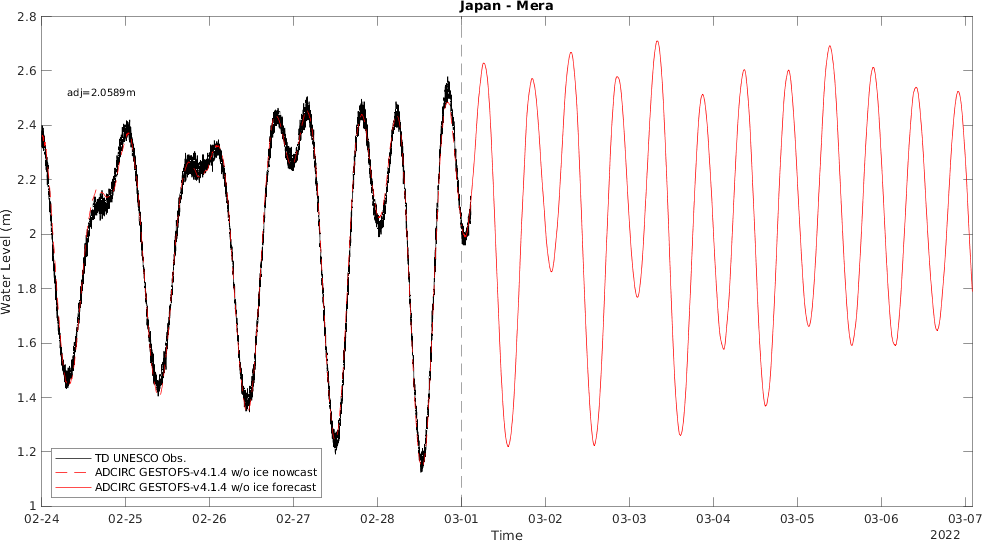 Japan - Mera
adj=2.0589m
Water Level (m)
2.8
2.6
2.4
2.2
2
1.8
1.6
1.4
1.2
1
TD UNESCO Obs.
ADCIRC GESTOFS-v4.1.4 w/o ice nowcast
ADCIRC GESTOFS-v4.1.4 w/o ice forecast
02-24 02-25 02-26 02-27 02-28 03-01 03-02 03-03 03-04 03-05 03-06 03-07
Time
2022